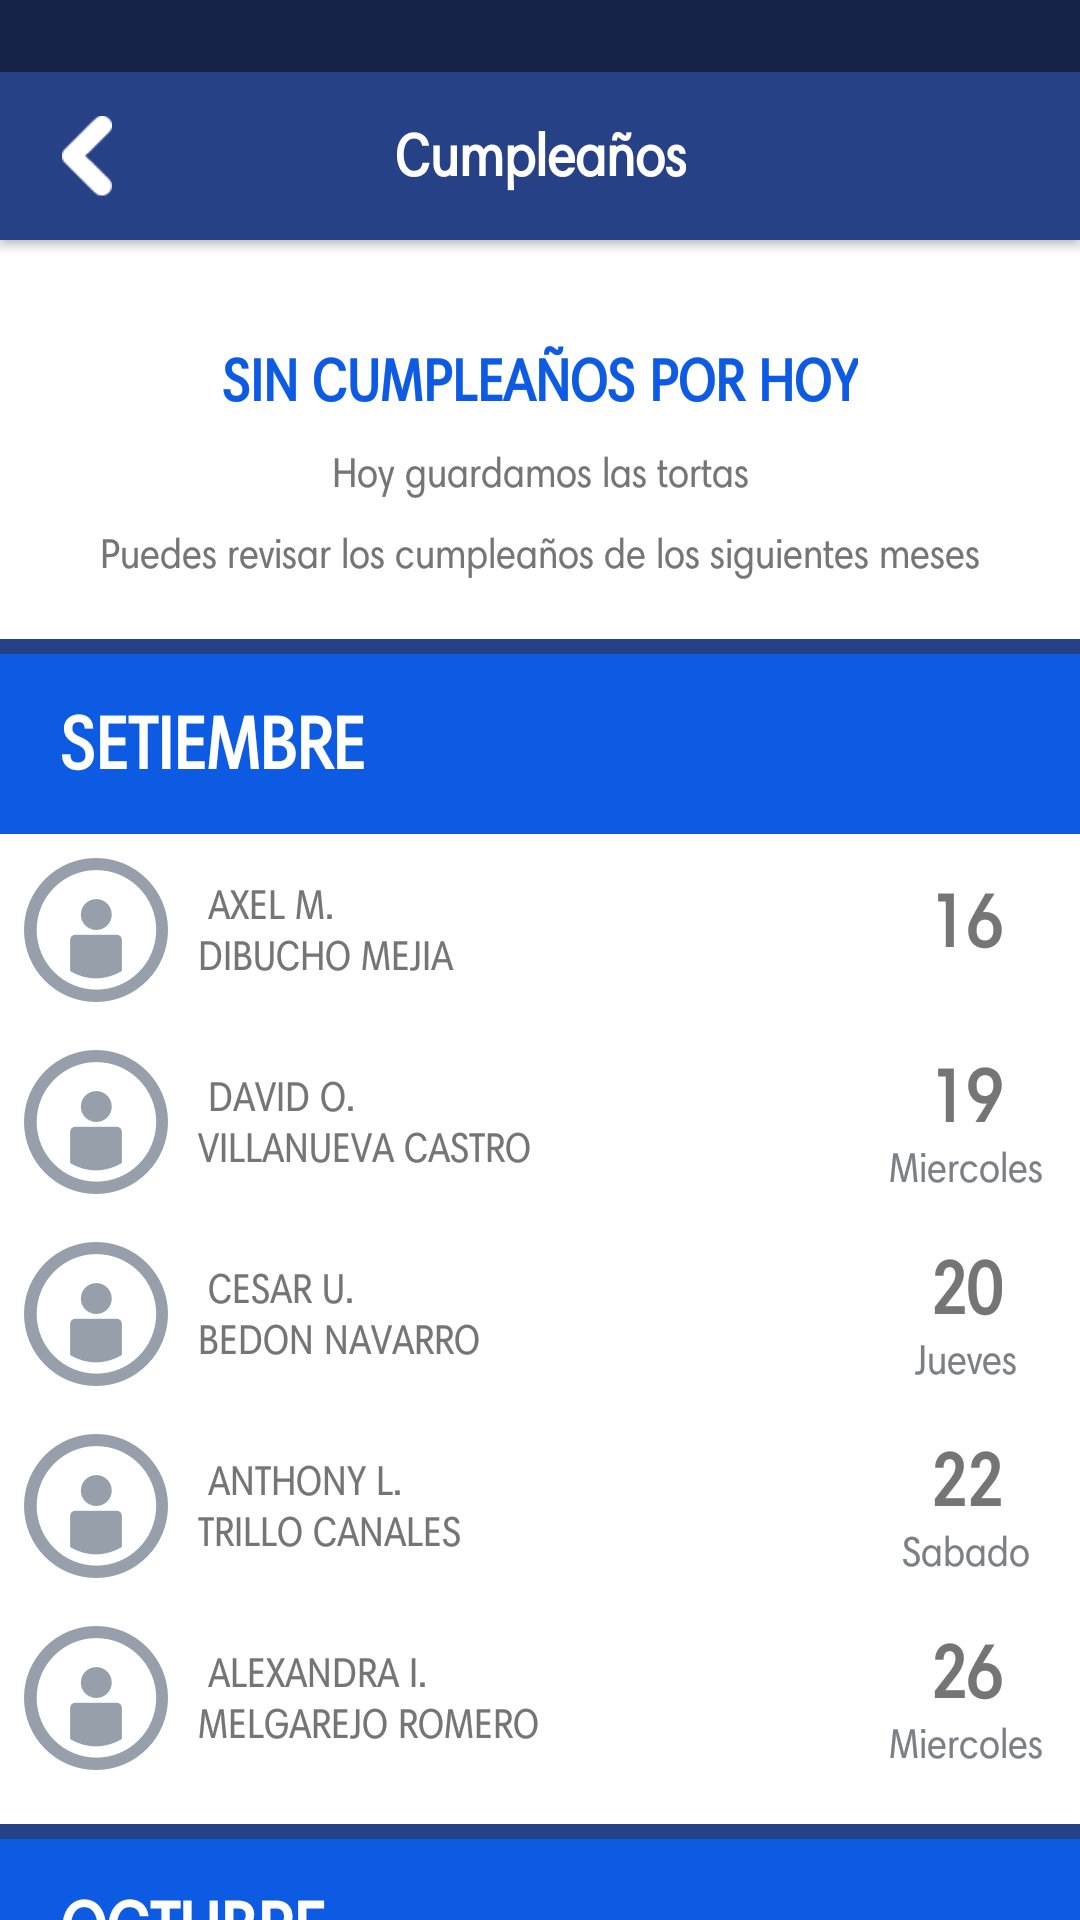 Cumpleaños
SIN CUMPLEAÑOS POR HOY
Hoy guardamos las tortas
Puedes revisar los cumpleaños de los siguientes meses
SETIEMBRE
AXEL M.
DIBUCHO MEJIA
16
DAVID O.
VILLANUEVA CASTRO
19
Miercoles
CESAR U.
BEDON NAVARRO
20
Jueves
ANTHONY L.
TRILLO CANALES
22
Sabado
ALEXANDRA I.
MELGAREJO ROMERO
26
Miercoles
OCTUBRE